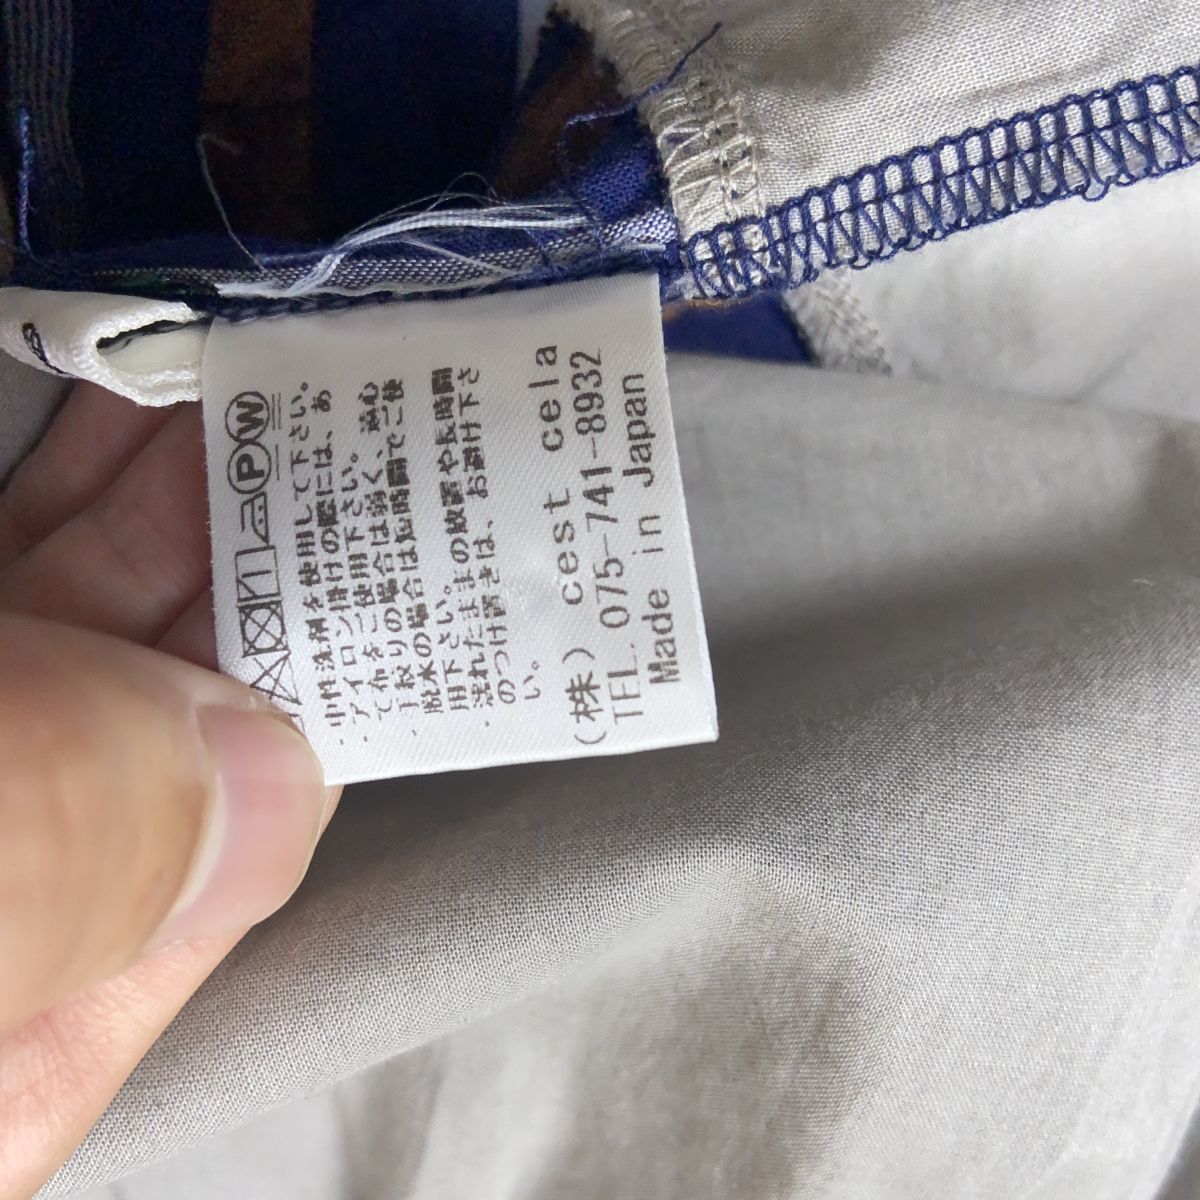 P W
・中性洗剤を使用して下さい。
・アイロン掛けの際には、あ
て布をご使用下さい。
・手絞りの場合は弱く、遠心
脱水の場合は短時間でご使
用下さい。
・濡れたままの放置や長時間
のつけ置きは、お避け下さ
い。
(株) cest cela
TEL. 075-741-8932
Made in Japan